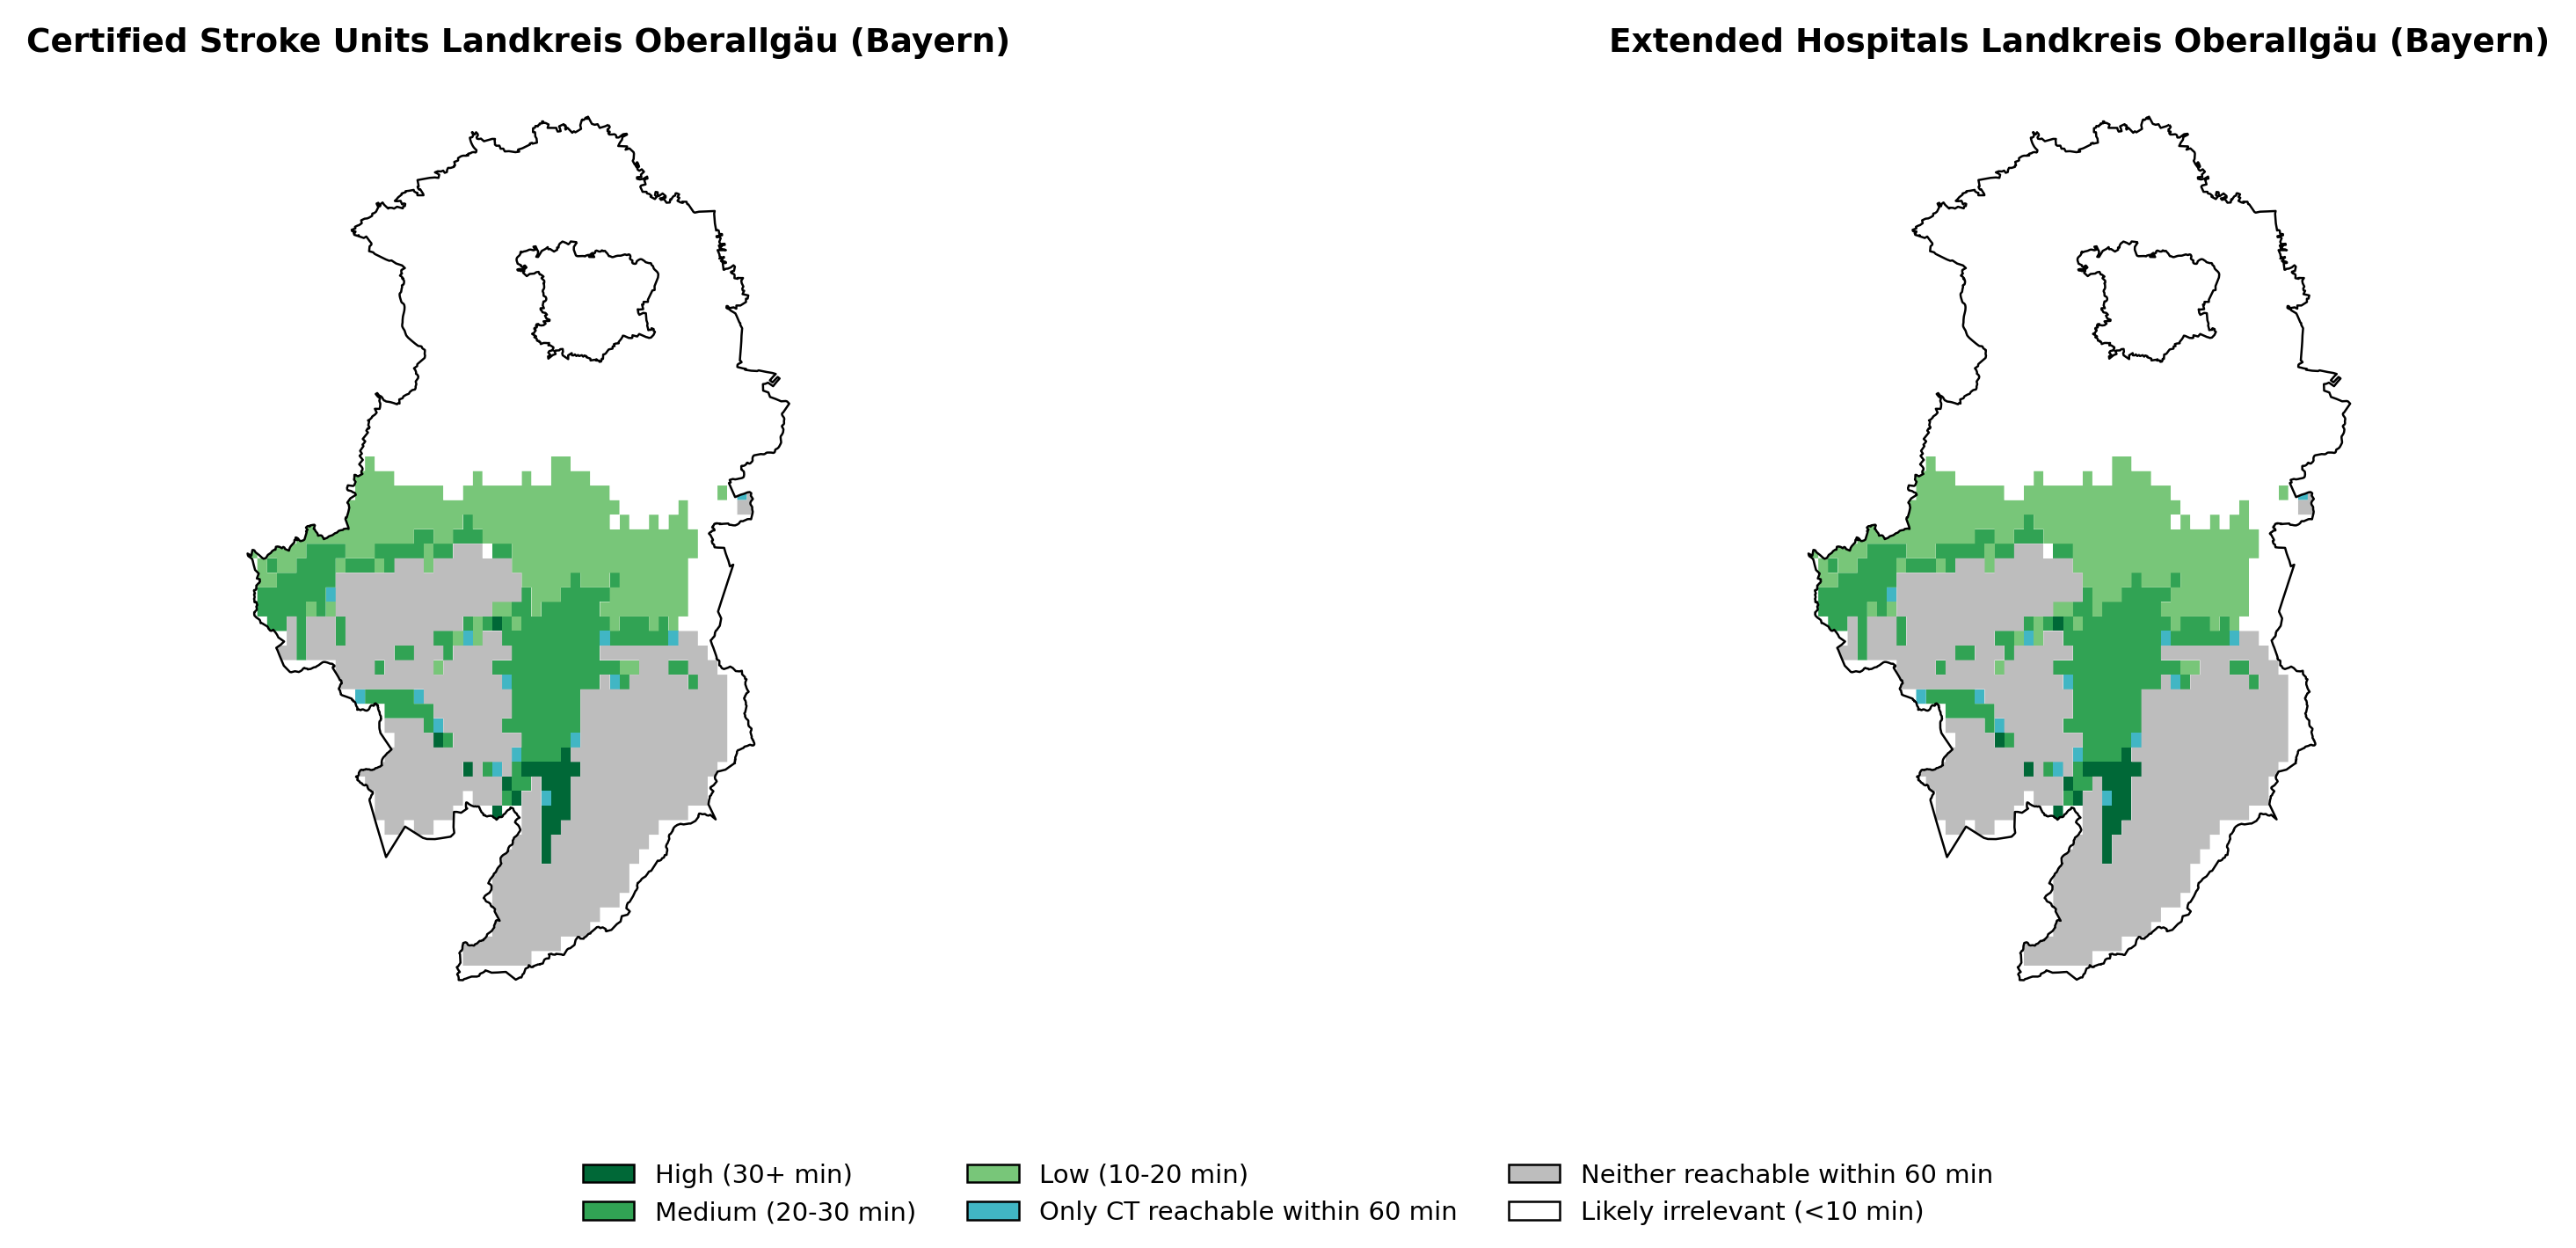 Certified Stroke Units Landkreis Oberallgäu (Bayern)
Extended Hospitals Landkreis Oberallgäu (Bayern)
High (30+ min)
Medium (20-30 min)
Low (10-20 min)
Only CT reachable within 60 min
Neither reachable within 60 min
Likely irrelevant (<10 min)